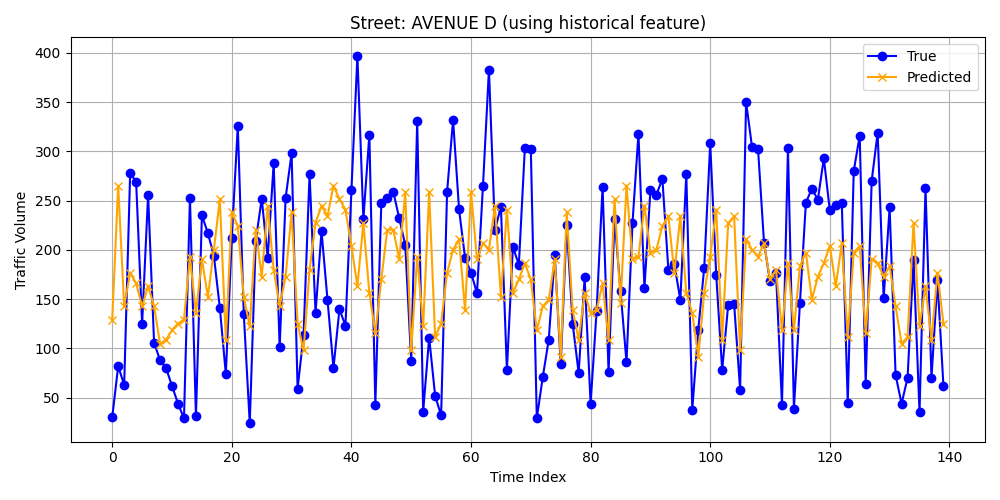 Street: AVENUE D (using historical feature)
True
Predicted
Traffic Volume
400
350
300
250
200
150
100
50
0 20 40 60 80 100 120 140
Time Index